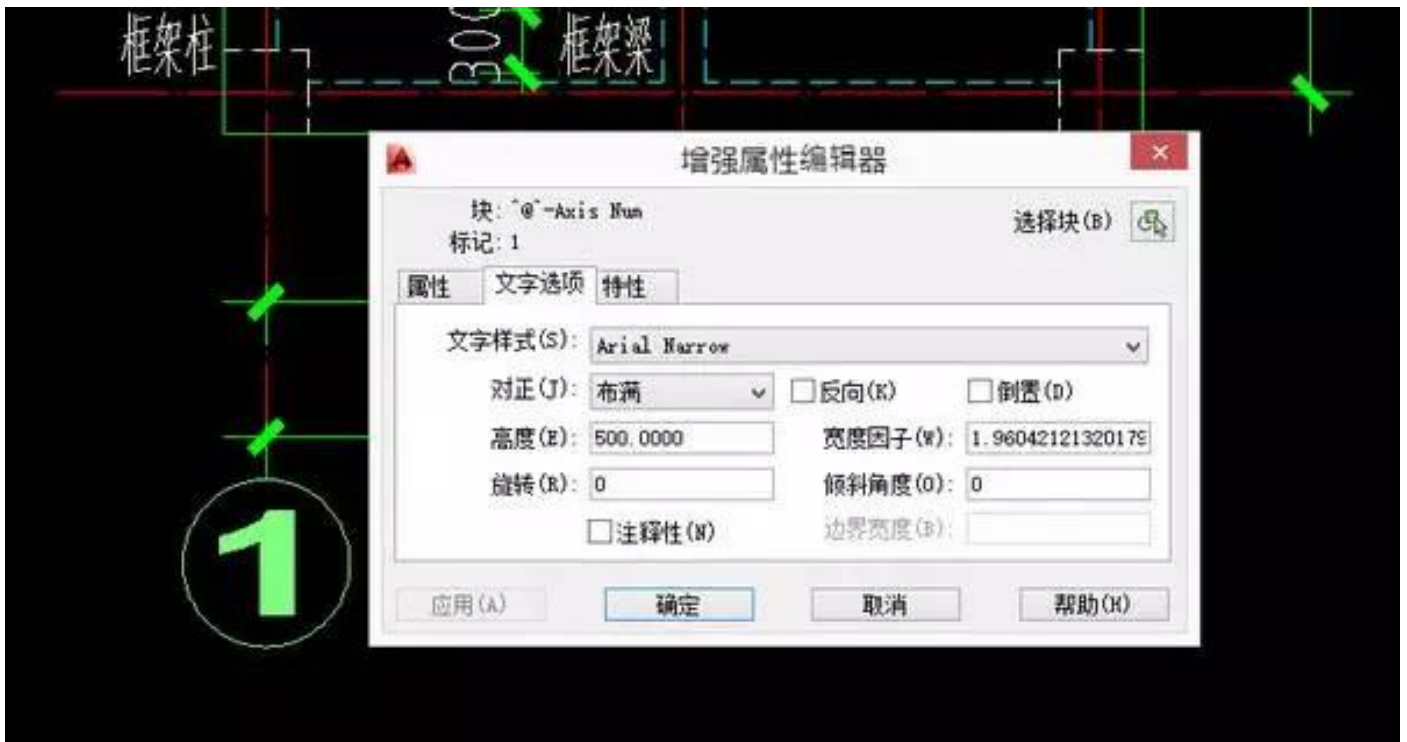 框架柱
300
框架梁
增强属性编辑器
块: ^@^-Axis Num
标记: 1
选择块(B)
属性
文字选项
特性
文字样式(S):
Arial Narrow
对正(J):
布满
反向(K)
倒置(D)
高度(E):
500.0000
宽度因子(W):
1.96042121320179
旋转(R):
0
倾斜角度(O):
0
注释性(N)
边界宽度(B):
应用(A)
确定
取消
帮助(H)
1